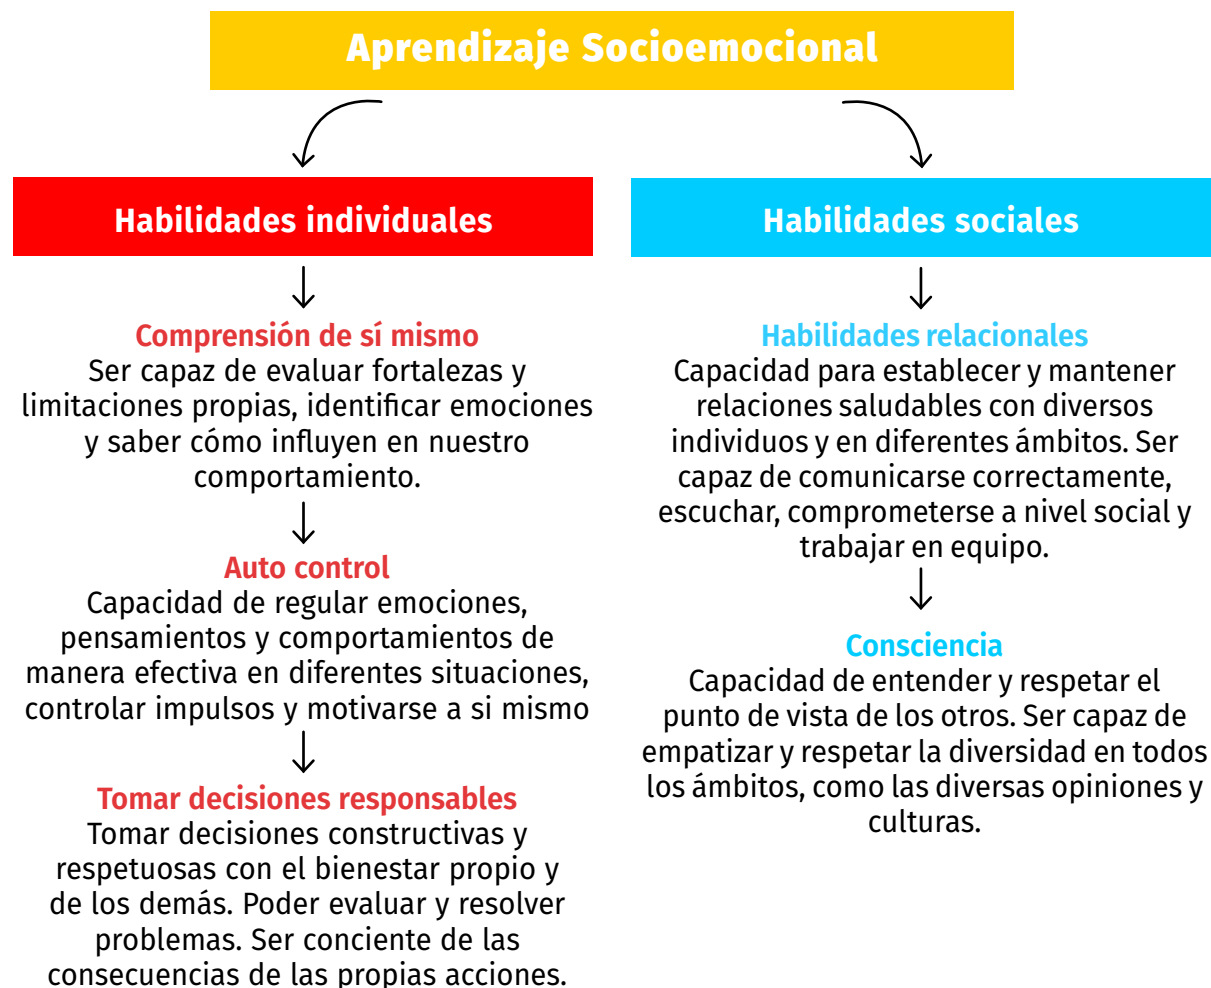 Aprendizaje Socioemocional
Habilidades individuales
Comprensión de sí mismo
Ser capaz de evaluar fortalezas y
limitaciones propias, identificar emociones
y saber cómo influyen en nuestro
comportamiento.
Auto control
Capacidad de regular emociones,
pensamientos y comportamientos de
manera efectiva en diferentes situaciones,
controlar impulsos y motivarse a si mismo
Tomar decisiones responsables
Tomar decisiones constructivas y
respetuosas con el bienestar propio y
de los demás. Poder evaluar y resolver
problemas. Ser conciente de las
consecuencias de las propias acciones.
Habilidades sociales
Habilidades relacionales
Capacidad para establecer y mantener
relaciones saludables con diversos
individuos y en diferentes ámbitos. Ser
capaz de comunicarse correctamente,
escuchar, comprometerse a nivel social y
trabajar en equipo.
Consciencia
Capacidad de entender y respetar el
punto de vista de los otros. Ser capaz de
empatizar y respetar la diversidad en todos
los ámbitos, como las diversas opiniones y
culturas.